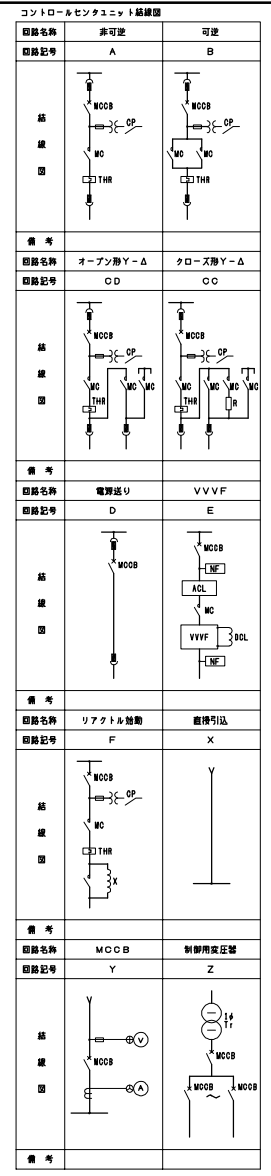 コントロールセンタユニット結線図
回路名称 非可逆 可逆
回路記号 A B
結線図
MCCB MCCB
CP CP
MC MC MC
THR THR
備考
回路名称 オープン形Y-Δ クローズ形Y-Δ
回路記号 CD CC
結線図
MCCB MCCB
CP CP
MC MC MC MC MC MC MC
THR THR R
備考
回路名称 電源送り VVVF
回路記号 D E
結線図
MCCB MCCB
NF
ACL
MC
VVVF DCL
NF
備考
回路名称 リアクトル始動 直接引込
回路記号 F X
結線図
MCCB
CP
MC
THR
X
備考
回路名称 MCCB 制御用変圧器
回路記号 Y Z
結線図
1φ
Tr
V
MCCB MCCB
A
MCCB 〜 MCCB
備考